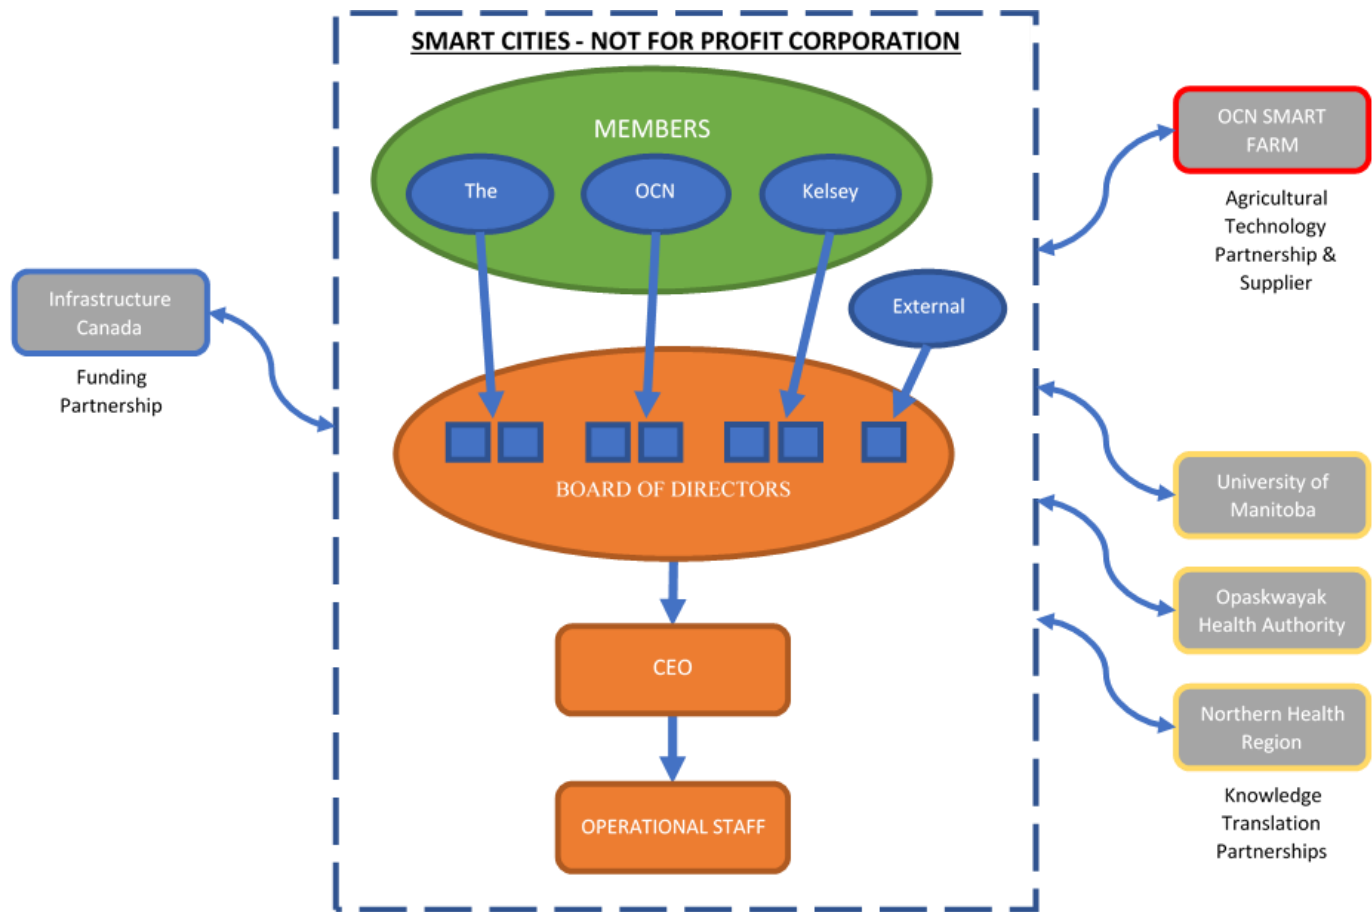 SMART CITIES - NOT FOR PROFIT CORPORATION
MEMBERS
The
OCN
Kelsey
External
BOARD OF DIRECTORS
CEO
OPERATIONAL STAFF
Infrastructure
Canada
Funding
Partnership
OCN SMART
FARM
Agricultural
Technology
Partnership &
Supplier
University of
Manitoba
Opaskwayak
Health Authority
Northern Health
Region
Knowledge
Translation
Partnerships